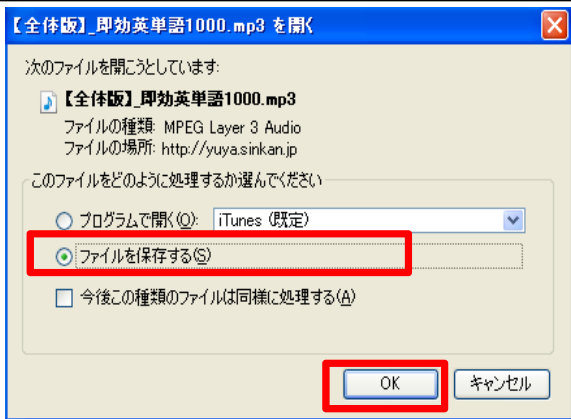 【全体版】_即効英単語1000.mp3 を開く
次のファイルを開こうとしています:
【全体版】_即効英単語1000.mp3
ファイルの種類: MPEG Layer 3 Audio
ファイルの場所: http://yuya.sinkan.jp
このファイルをどのように処理するか選んでください
プログラムで開く(O): iTunes (既定)
ファイルを保存する(S)
今後この種類のファイルは同様に処理する(A)
OK キャンセル